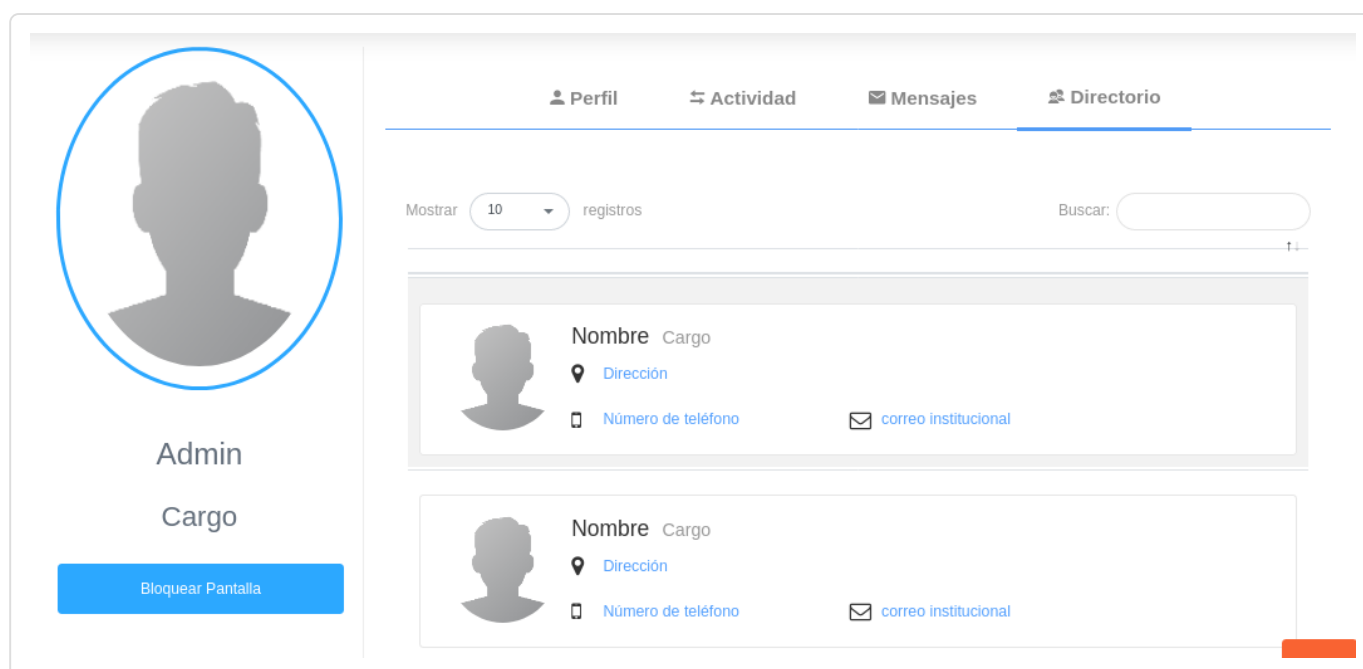 Perfil Actividad Mensajes Directorio
Mostrar 10 registros Buscar:
Nombre Cargo
Dirección
Número de teléfono correo institucional
Admin
Cargo
Bloquear Pantalla
Nombre Cargo
Dirección
Número de teléfono correo institucional